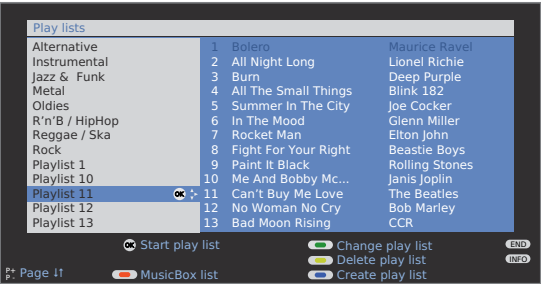 Play lists
Alternative 1 Bolero Maurice Ravel
Instrumental 2 All Night Long Lionel Richie
Jazz & Funk 3 Burn Deep Purple
Metal 4 All The Small Things Blink 182
Oldies 5 Summer In The City Joe Cocker
R'n'B / HipHop 6 In The Mood Glenn Miller
Reggae / Ska 7 Rocket Man Elton John
Rock 8 Fight For Your Right Beastie Boys
Playlist 1 9 Paint It Black Rolling Stones
Playlist 10 10 Me And Bobby Mc... Janis Joplin
Playlist 11 OK 11 Can't Buy Me Love The Beatles
Playlist 12 12 No Woman No Cry Bob Marley
Playlist 13 13 Bad Moon Rising CCR
OK Start play list Change play list END
Delete play list INFO
P+ P- Page MusicBox list Create play list